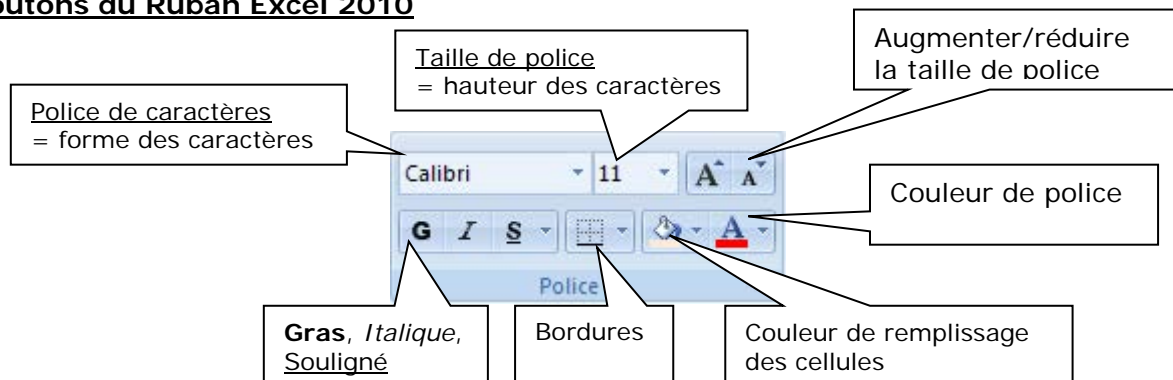 outons du Ruban Excel 2010
Augmenter/réduire
la taille de police
Taille de police
= hauteur des caractères
Police de caractères
= forme des caractères
Calibri
11
A A
Couleur de police
G I S A
Police
Gras, Italique,
Souligné
Bordures
Couleur de remplissage
des cellules